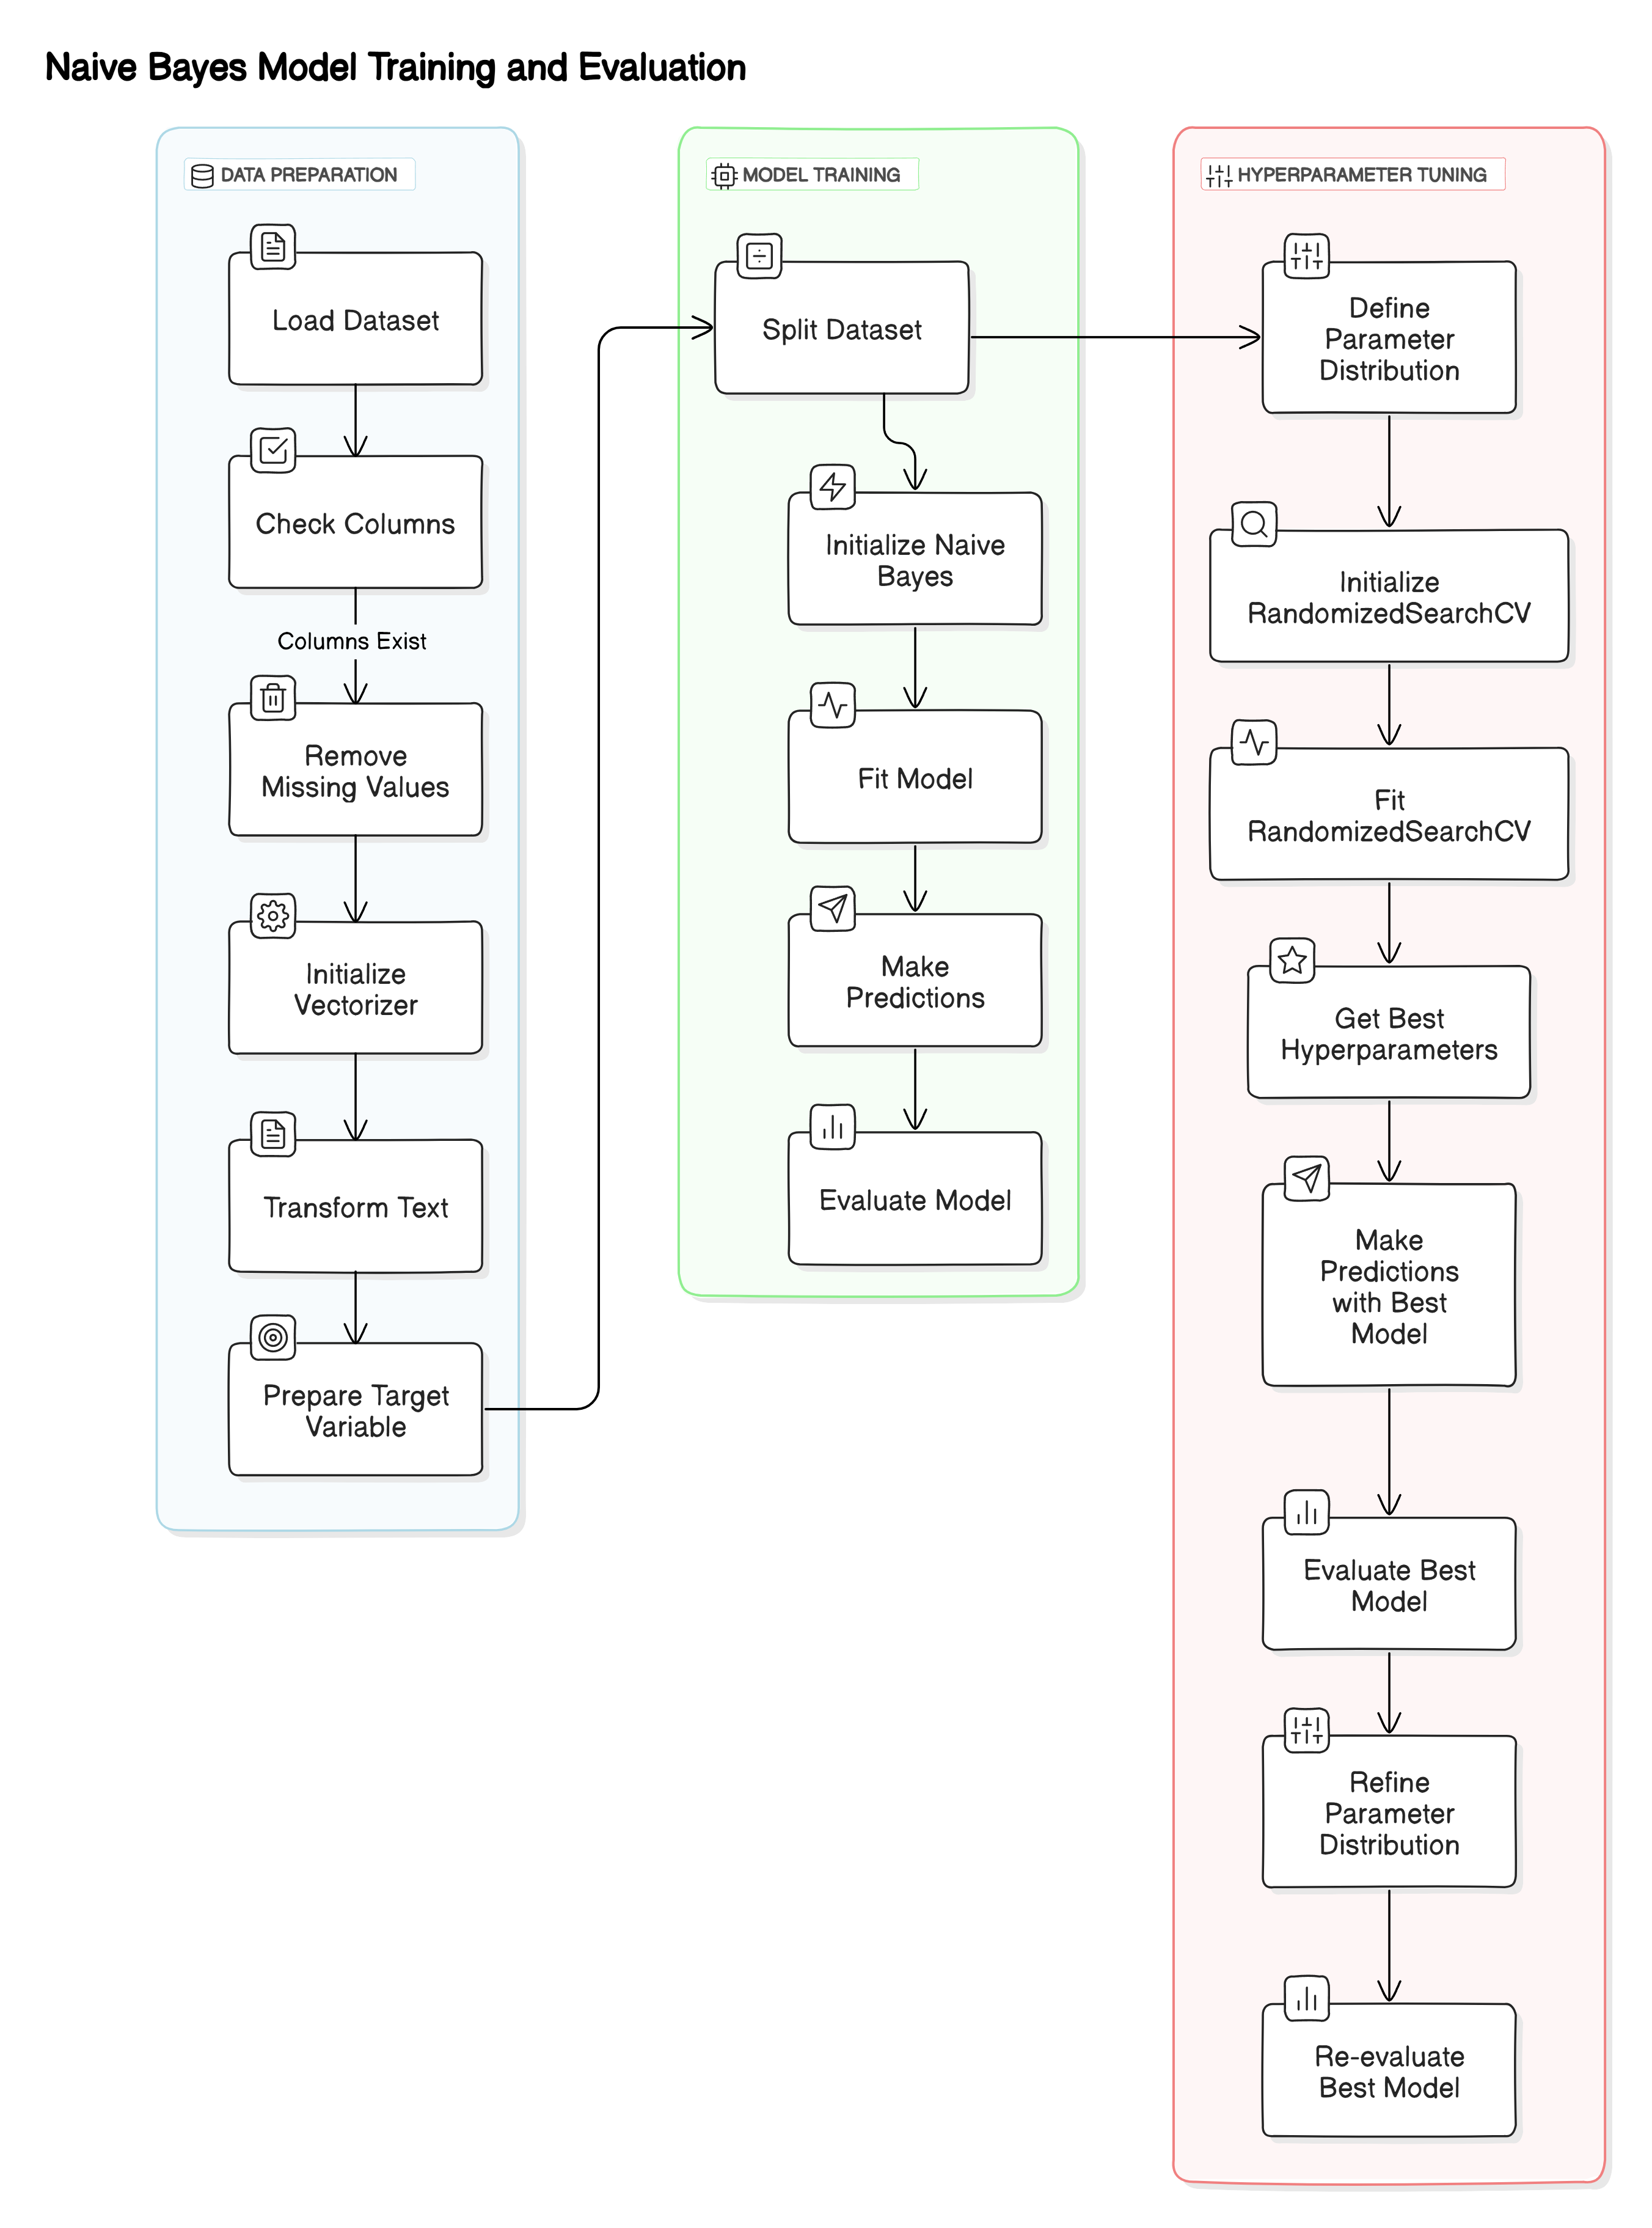 Naive Bayes Model Training and Evaluation
DATA PREPARATION
Load Dataset
Check Columns
Columns Exist
Remove
Missing Values
Initialize
Vectorizer
Transform Text
Prepare Target
Variable
MODEL TRAINING
Split Dataset
Initialize Naive
Bayes
Fit Model
Make
Predictions
Evaluate Model
HYPERPARAMETER TUNING
Define
Parameter
Distribution
Initialize
RandomizedSearchCV
Fit
RandomizedSearchCV
Get Best
Hyperparameters
Make
Predictions
with Best
Model
Evaluate Best
Model
Refine
Parameter
Distribution
Re-evaluate
Best Model